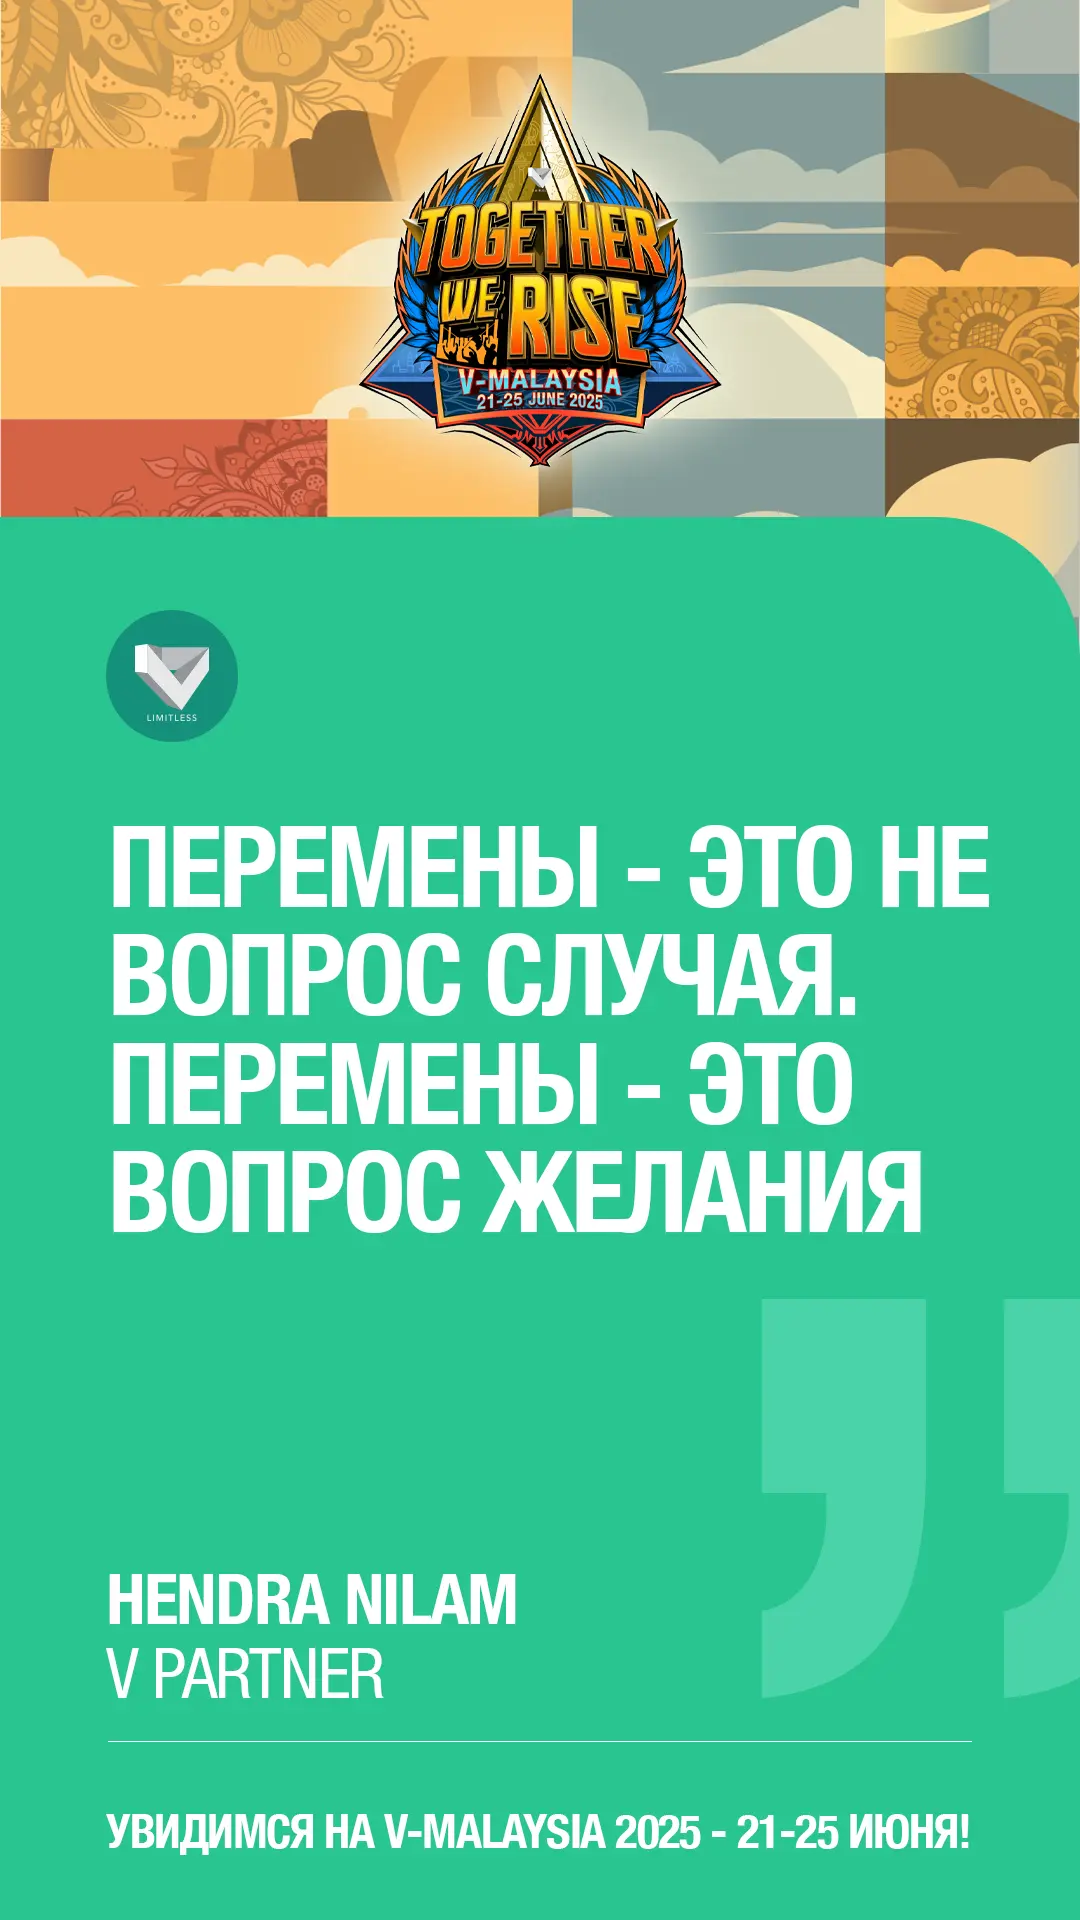 TOGETHER
WE RISE
V-MALAYSIA
21-25 JUNE 2025
LIMITLESS
ПЕРЕМЕНЫ - ЭТО НЕ
ВОПРОС СЛУЧАЯ.
ПЕРЕМЕНЫ - ЭТО
ВОПРОС ЖЕЛАНИЯ
HENDRA NILAM
V PARTNER
УВИДИМСЯ НА V-MALAYSIA 2025 - 21-25 ИЮНЯ!